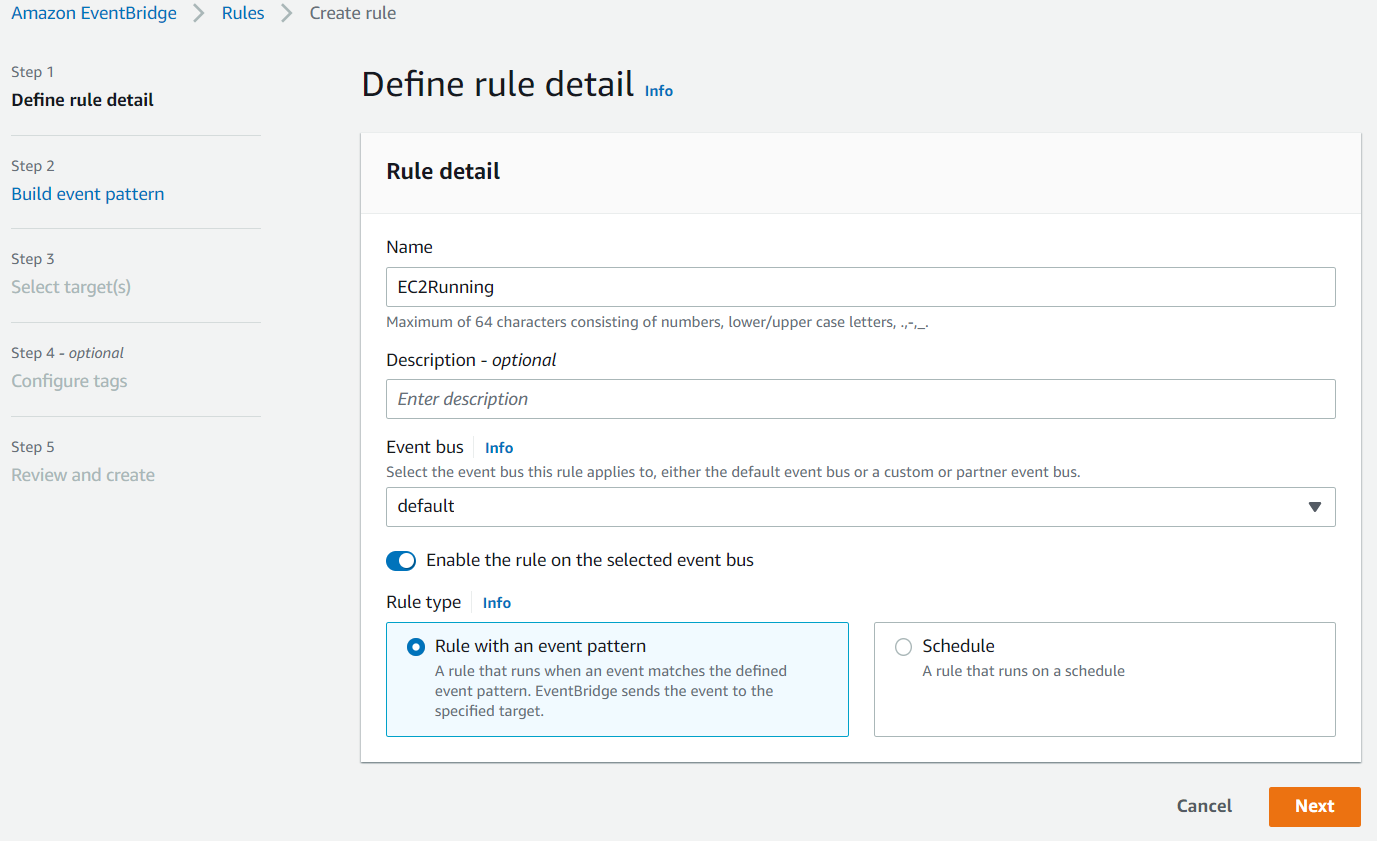 Amazon EventBridge > Rules > Create rule
Step 1
Define rule detail
Step 2
Build event pattern
Step 3
Select target(s)
Step 4 - optional
Configure tags
Step 5
Review and create
Define rule detail Info
Rule detail
Name
EC2Running
Maximum of 64 characters consisting of numbers, lower/upper case letters, .,-,_.
Description - optional
Enter description
Event bus Info
Select the event bus this rule applies to, either the default event bus or a custom or partner event bus.
default
Enable the rule on the selected event bus
Rule type Info
Rule with an event pattern
A rule that runs when an event matches the defined
event pattern. EventBridge sends the event to the
specified target.
Schedule
A rule that runs on a schedule
Cancel
Next